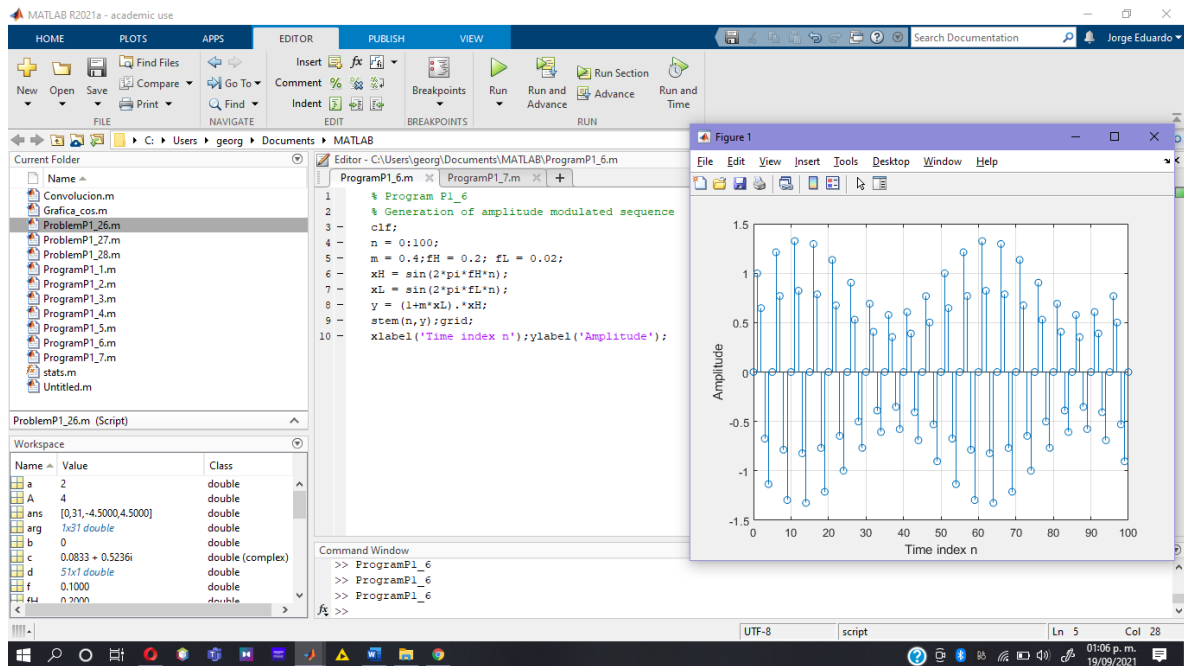 MATLAB R2021a - academic use
HOME PLOTS APPS EDITOR PUBLISH VIEW Search Documentation Jorge Eduardo
New Open Save Find Files Compare Print FILE
Go To Find NAVIGATE
Insert fx Comment Indent EDIT
Breakpoints BREAKPOINTS
Run Run and Advance Run Section Advance Run and Time RUN
C: Users georg Documents MATLAB
Current Folder
Name
Convolucion.m
Grafica_cos.m
ProblemP1_26.m
ProblemP1_27.m
ProblemP1_28.m
ProgramP1_1.m
ProgramP1_2.m
ProgramP1_3.m
ProgramP1_4.m
ProgramP1_5.m
ProgramP1_6.m
ProgramP1_7.m
stats.m
Untitled.m
ProblemP1_26.m (Script)
Workspace
Name Value Class
a 2 double
A 4 double
ans [0,31,-4.5000,4.5000] double
arg 1x31 double double
b 0 double
c 0.0833 + 0.5236i double (complex)
d 51x1 double double
f 0.1000 double
fH 0.2000 double
Editor - C:\Users\georg\Documents\MATLAB\ProgramP1_6.m
ProgramP1_6.m ProgramP1_7.m +
1 % Program P1_6
2 % Generation of amplitude modulated sequence
3 - clf;
4 - n = 0:100;
5 - m = 0.4;fH = 0.2; fL = 0.02;
6 - xH = sin(2*pi*fH*n);
7 - xL = sin(2*pi*fL*n);
8 - y = (1+m*xL).*xH;
9 - stem(n,y);grid;
10 - xlabel('Time index n');ylabel('Amplitude');
Command Window
>> ProgramP1_6
>> ProgramP1_6
>> ProgramP1_6
fx >>
Figure 1
File Edit View Insert Tools Desktop Window Help
1.5
1
0.5
0
-0.5
-1
-1.5
Amplitude
0 10 20 30 40 50 60 70 80 90 100
Time index n
UTF-8 script Ln 5 Col 28
01:06 p. m.
19/09/2021